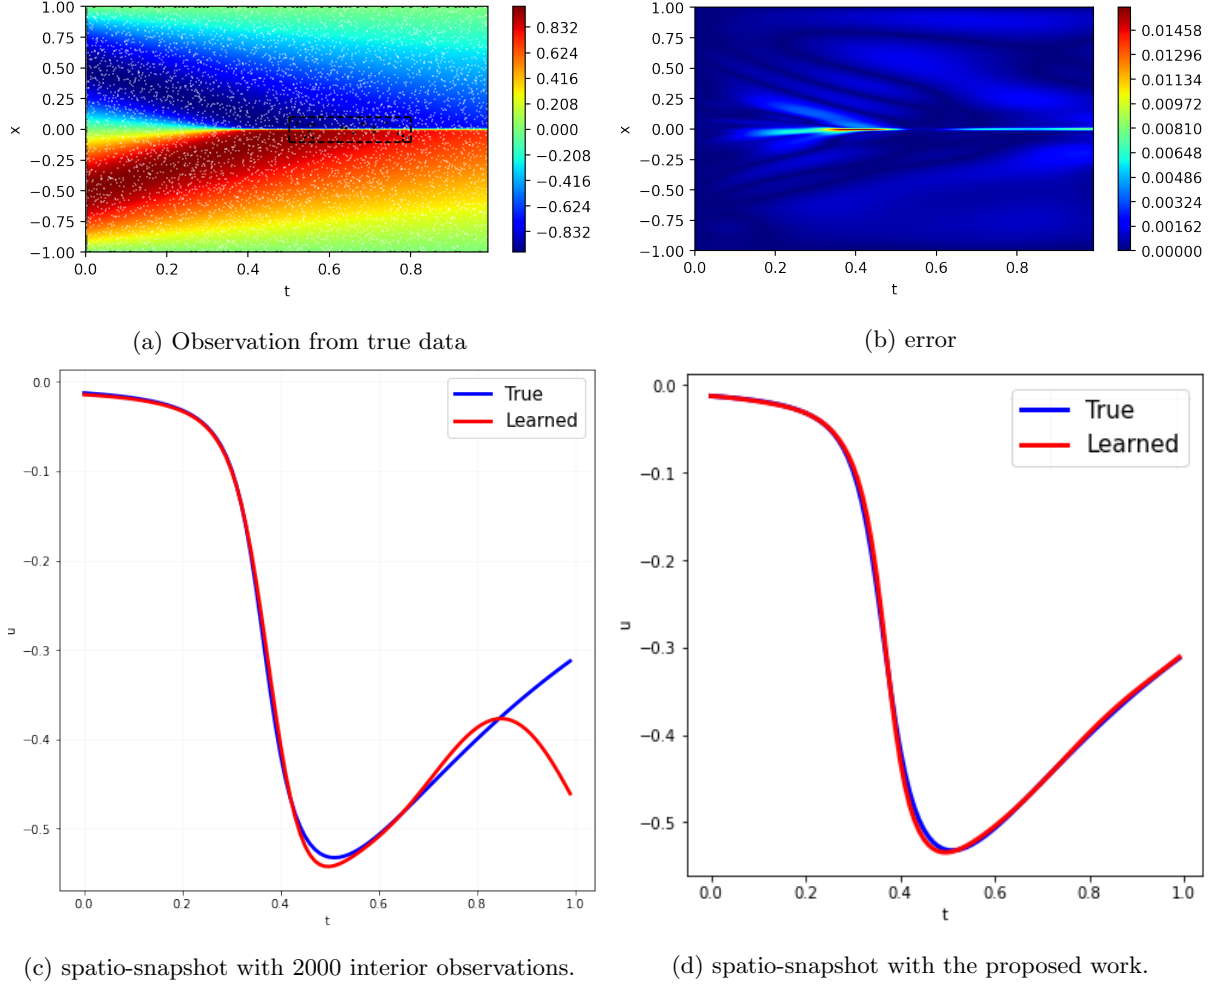 1.00
0.75
0.50
0.25
0.00
−0.25
−0.50
−0.75
−1.00
x
0.0 0.2 0.4 0.6 0.8
t
0.832
0.624
0.416
0.208
0.000
−0.208
−0.416
−0.624
−0.832
(a) Observation from true data
1.00
0.75
0.50
0.25
0.00
−0.25
−0.50
−0.75
−1.00
x
0.0 0.2 0.4 0.6 0.8
t
0.01458
0.01296
0.01134
0.00972
0.00810
0.00648
0.00486
0.00324
0.00162
0.00000
(b) error
0.0
−0.1
−0.2
−0.3
−0.4
−0.5
u
True
Learned
0.0 0.2 0.4 0.6 0.8 1.0
t
(c) spatio-snapshot with 2000 interior observations.
0.0
−0.1
−0.2
−0.3
−0.4
−0.5
u
True
Learned
0.0 0.2 0.4 0.6 0.8 1.0
t
(d) spatio-snapshot with the proposed work.